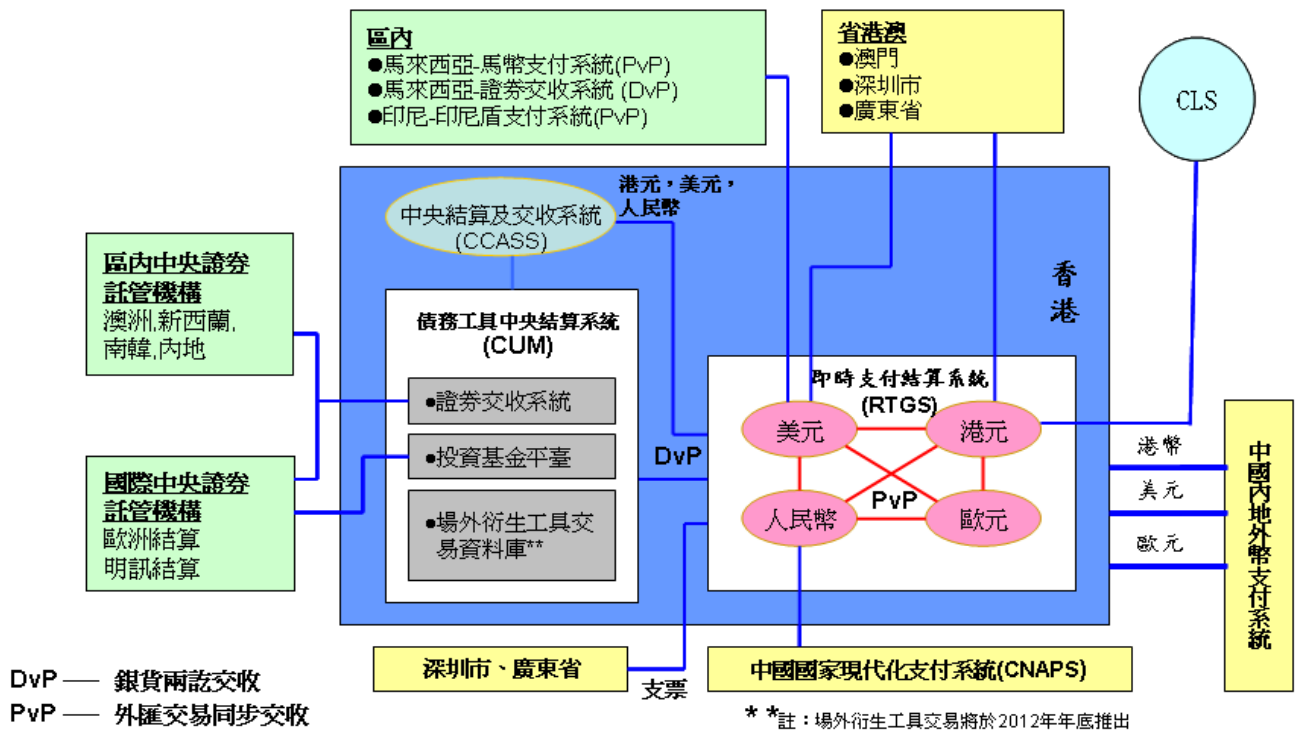 區內
●馬來西亞-馬幣支付系統(PvP)
●馬來西亞-證券交收系統 (DvP)
●印尼-印尼盾支付系統(PvP)
省港澳
●澳門
●深圳市
●廣東省
CLS
港元，美元，
人民幣
中央結算及交收系統
(CCASS)
香
港
區內中央證券
託管機構
澳洲,新西蘭,
南韓,內地
債務工具中央結算系統
(CUM)
●證券交收系統
●投資基金平臺
●場外衍生工具交
易資料庫**
國際中央證券
託管機構
歐洲結算
明訊結算
即時支付結算系統
(RTGS)
美元
港元
DvP
PvP
人民幣
歐元
港幣
美元
歐元
中國內地外幣支付系統
深圳市、廣東省
支票
中國國家現代化支付系統(CNAPS)
DvP — 銀貨兩訖交收
PvP — 外匯交易同步交收
* *註：場外衍生工具交易將於2012年年底推出